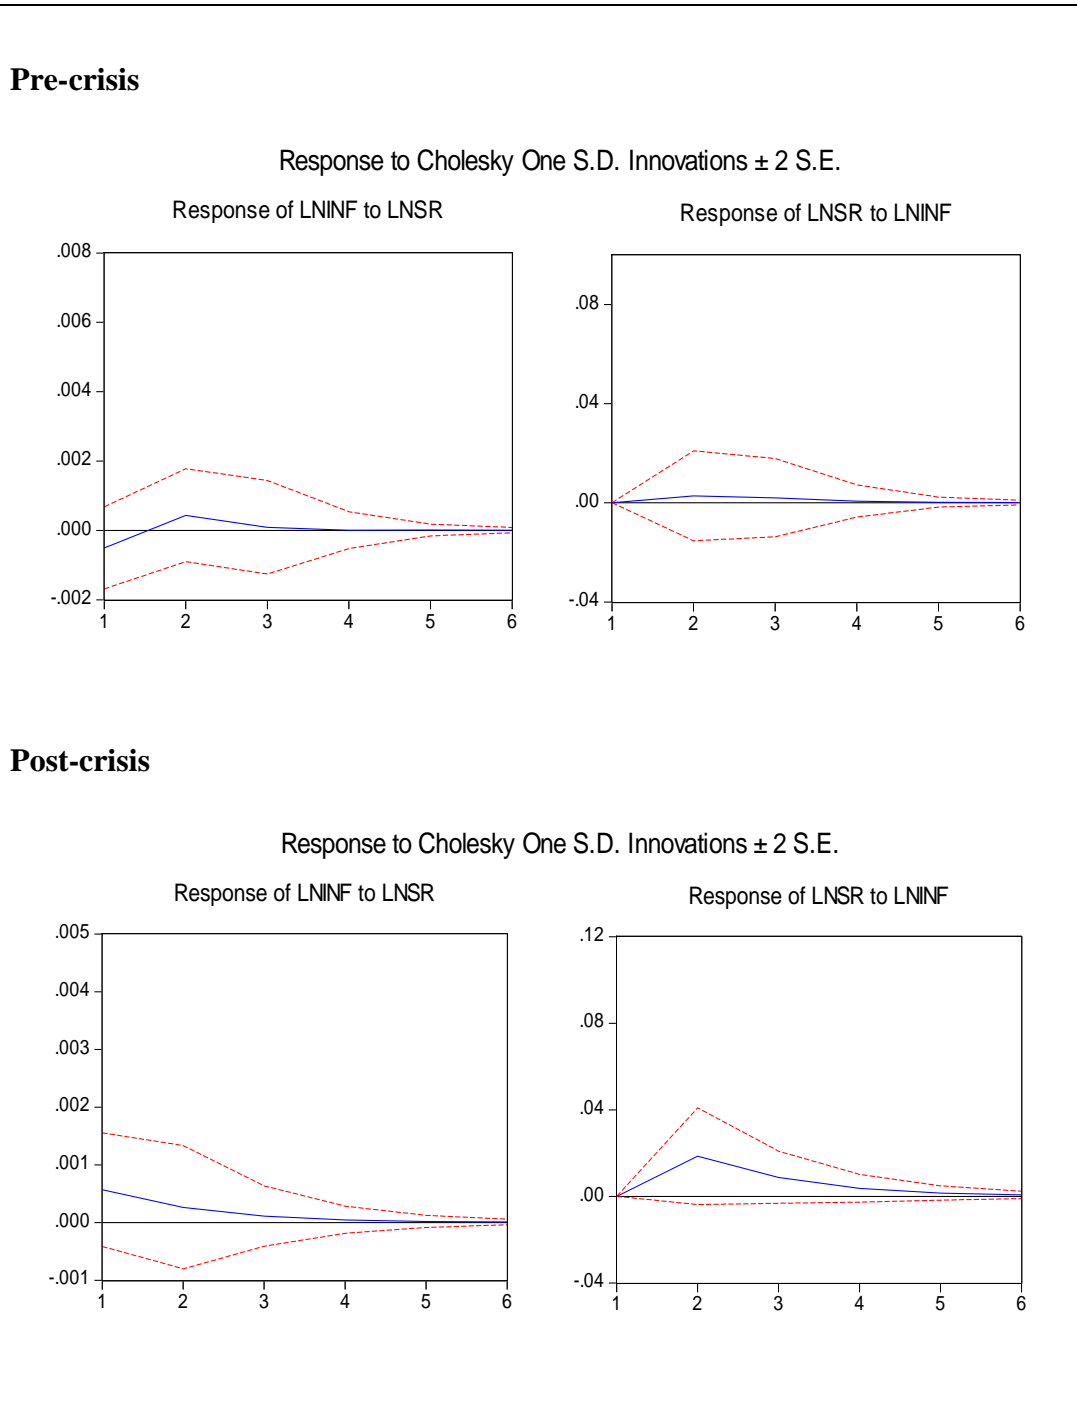 Pre-crisis
Response to Cholesky One S.D. Innovations ± 2 S.E.
Response of LNINF to LNSR
.008
.006
.004
.002
.000
-.002
1 2 3 4 5 6
Response of LNSR to LNINF
.08
.04
.00
-.04
1 2 3 4 5 6
Post-crisis
Response to Cholesky One S.D. Innovations ± 2 S.E.
Response of LNINF to LNSR
.005
.004
.003
.002
.001
.000
-.001
1 2 3 4 5 6
Response of LNSR to LNINF
.12
.08
.04
.00
-.04
1 2 3 4 5 6